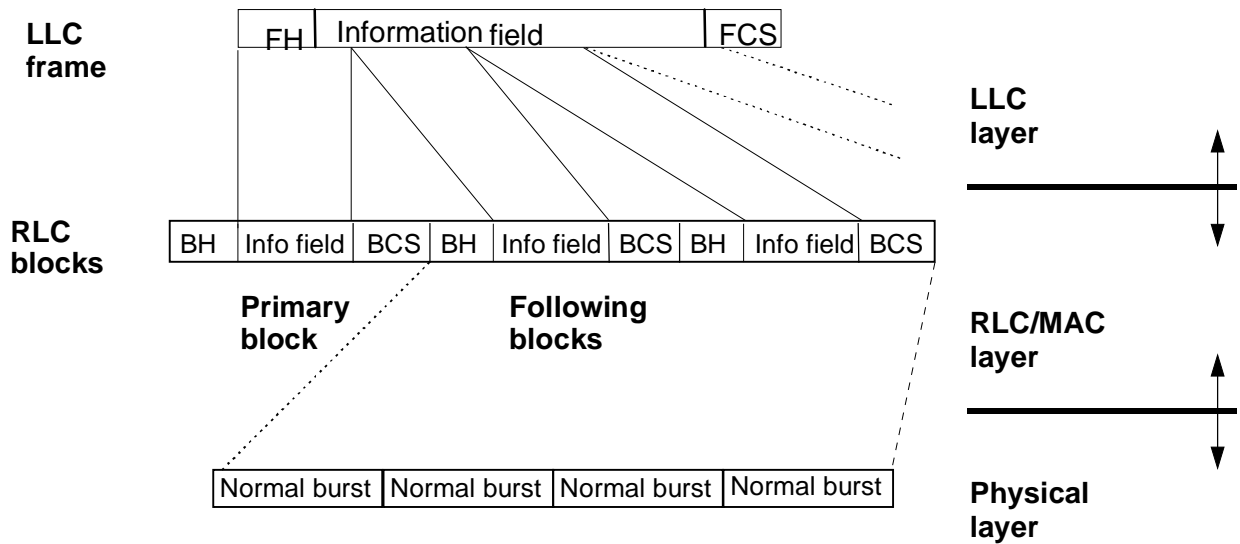 LLC
frame
FH Information field FCS
LLC
layer
RLC
blocks
BH Info field BCS BH Info field BCS BH Info field BCS
Primary
block
Following
blocks
RLC/MAC
layer
Normal burst Normal burst Normal burst Normal burst
Physical
layer